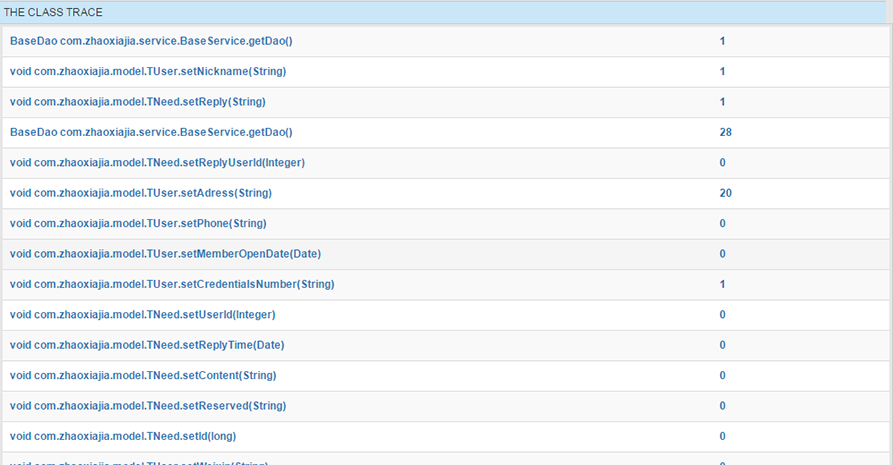 THE CLASS TRACE
BaseDao com.zhaoxiajia.service.BaseService.getDao() 1
void com.zhaoxiajia.model.TUser.setNickname(String) 1
void com.zhaoxiajia.model.TNeed.setReply(String) 1
BaseDao com.zhaoxiajia.service.BaseService.getDao() 28
void com.zhaoxiajia.model.TNeed.setReplyUserId(Integer) 0
void com.zhaoxiajia.model.TUser.setAdress(String) 20
void com.zhaoxiajia.model.TUser.setPhone(String) 0
void com.zhaoxiajia.model.TUser.setMemberOpenDate(Date) 0
void com.zhaoxiajia.model.TUser.setCredentialsNumber(String) 1
void com.zhaoxiajia.model.TNeed.setUserId(Integer) 0
void com.zhaoxiajia.model.TNeed.setReplyTime(Date) 0
void com.zhaoxiajia.model.TNeed.setContent(String) 0
void com.zhaoxiajia.model.TNeed.setReserved(String) 0
void com.zhaoxiajia.model.TNeed.setId(long) 0